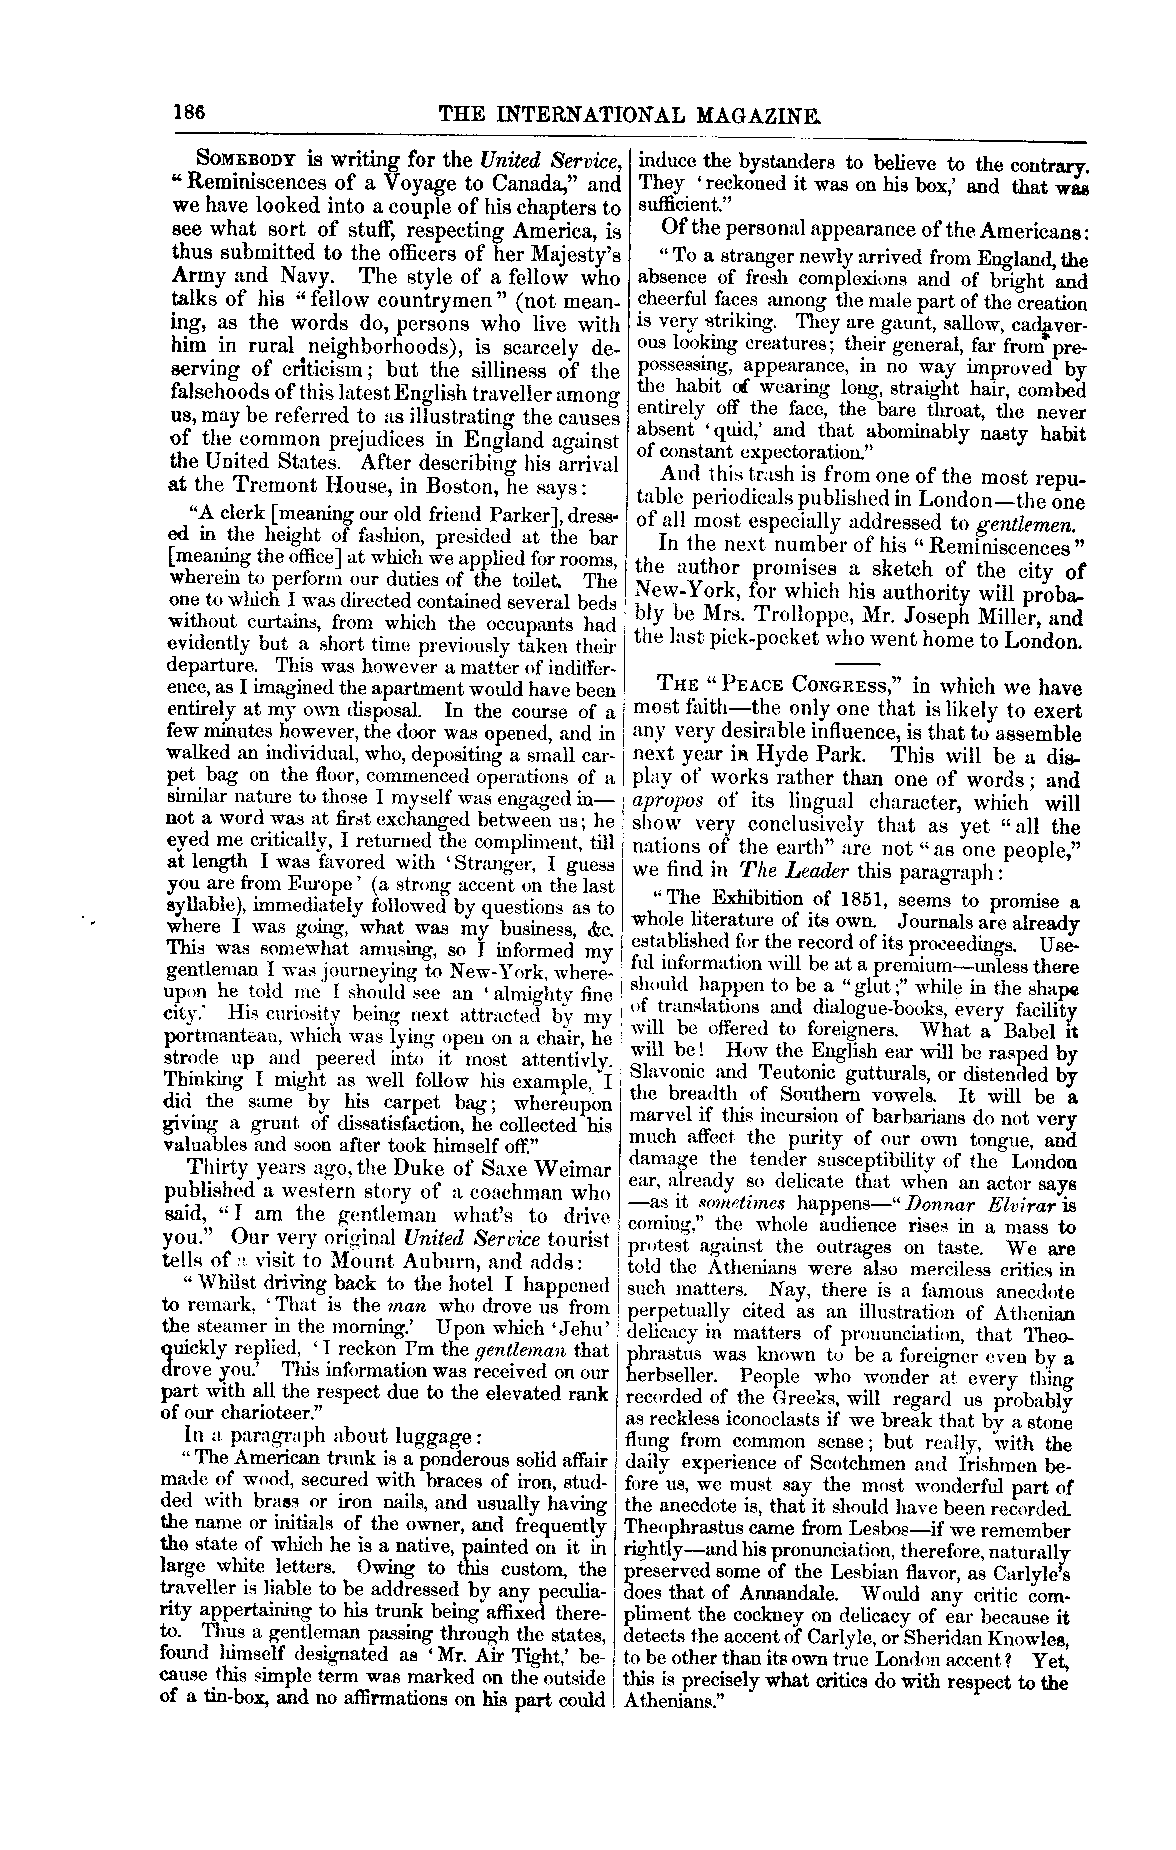 186 THE INTERNATIONAL MAGAZINE.
SOMEBODY is writing for the United Service,
“Reminiscences of a Voyage to Canada,” and
we have looked into a couple of his chapters to
see what sort of stuff, respecting America, is
thus submitted to the officers of her Majesty's
Army and Navy. The style of a fellow who
talks of his “fellow countrymen” (not mean-
ing, as the words do, persons who live with
him in rural neighborhoods), is scarcely de-
serving of criticism; but the silliness of the
falsehoods of this latest English traveller among
us, may be referred to as illustrating the causes
of the common prejudices in England against
the United States. After describing his arrival
at the Tremont House, in Boston, he says:
“A clerk [meaning our old friend Parker], dress-
ed in the height of fashion, presided at the bar
[meaning the office] at which we applied for rooms,
wherein to perform our duties of the toilet. The
one to which I was directed contained several beds
without curtains, from which the occupants had
evidently but a short time previously taken their
departure. This was however a matter of indiffer-
ence, as I imagined the apartment would have been
entirely at my own disposal. In the course of a
few minutes however, the door was opened, and in
walked an individual, who, depositing a small car-
pet bag on the floor, commenced operations of a
similar nature to those I myself was engaged in—
not a word was at first exchanged between us; he
eyed me critically, I returned the compliment, till
at length I was favored with ‘Stranger, I guess
you are from Europe’ (a strong accent on the last
syllable), immediately followed by questions as to
where I was going, what was my business, &c.
This was somewhat amusing, so I informed my
gentleman I was journeying to New-York, where-
upon he told me I should see an ‘almighty fine
city.’ His curiosity being next attracted by my
portmanteau, which was lying open on a chair, he
strode up and peered into it most attentivly.
Thinking I might as well follow his example, I
did the same by his carpet bag; whereupon
giving a grunt of dissatisfaction, he collected his
valuables and soon after took himself off.”
Thirty years ago, the Duke of Saxe Weimar
published a western story of a coachman who
said, “I am the gentleman what's to drive
you.” Our very original United Service tourist
tells of a visit to Mount Auburn, and adds:
“Whilst driving back to the hotel I happened
to remark, ‘That is the man who drove us from
the steamer in the morning.’ Upon which ‘Jehu’
quickly replied, ‘I reckon I'm the gentleman that
drove you.’ This information was received on our
part with all the respect due to the elevated rank
of our charioteer.”
In a paragraph about luggage:
“The American trunk is a ponderous solid affair
made of wood, secured with braces of iron, stud-
ded with brass or iron nails, and usually having
the name or initials of the owner, and frequently
the state of which he is a native, painted on it in
large white letters. Owing to this custom, the
traveller is liable to be addressed by any peculia-
rity appertaining to his trunk being affixed there-
to. Thus a gentleman passing through the states,
found himself designated as ‘Mr. Air Tight,’ be-
cause this simple term was marked on the outside
of a tin-box, and no affirmations on his part could
induce the bystanders to believe to the contrary.
They ‘reckoned it was on his box,’ and that was
sufficient.”
Of the personal appearance of the Americans:
“To a stranger newly arrived from England, the
absence of fresh complexions and of bright and
cheerful faces among the male part of the creation
is very striking. They are gaunt, sallow, cadaver-
ous looking creatures; their general, far from pre-
possessing, appearance, in no way improved by
the habit of wearing long, straight hair, combed
entirely off the face, the bare throat, the never
absent ‘quid,’ and that abominably nasty habit
of constant expectoration.”
And this trash is from one of the most repu-
table periodicals published in London—the one
of all most especially addressed to gentlemen.
In the next number of his “Reminiscences”
the author promises a sketch of the city of
New-York, for which his authority will proba-
bly be Mrs. Trolloppe, Mr. Joseph Miller, and
the last pick-pocket who went home to London.
THE “PEACE CONGRESS,” in which we have
most faith—the only one that is likely to exert
any very desirable influence, is that to assemble
next year in Hyde Park. This will be a dis-
play of works rather than one of words; and
apropos of its lingual character, which will
show very conclusively that as yet “all the
nations of the earth” are not “as one people,”
we find in The Leader this paragraph:
“The Exhibition of 1851, seems to promise a
whole literature of its own. Journals are already
established for the record of its proceedings. Use-
ful information will be at a premium—unless there
should happen to be a “glut;” while in the shape
of translations and dialogue-books, every facility
will be offered to foreigners. What a Babel it
will be! How the English ear will be rasped by
Slavonic and Teutonic gutturals, or distended by
the breadth of Southern vowels. It will be a
marvel if this incursion of barbarians do not very
much affect the purity of our own tongue, and
damage the tender susceptibility of the London
ear, already so delicate that when an actor says
—as it sometimes happens—“Donnar Elvirar is
coming,” the whole audience rises in a mass to
protest against the outrages on taste. We are
told the Athenians were also merciless critics in
such matters. Nay, there is a famous anecdote
perpetually cited as an illustration of Athenian
delicacy in matters of pronunciation, that Theo-
phrastus was known to be a foreigner even by a
herbseller. People who wonder at every thing
recorded of the Greeks, will regard us probably
as reckless iconoclasts if we break that by a stone
flung from common sense; but really, with the
daily experience of Scotchmen and Irishmen be-
fore us, we must say the most wonderful part of
the anecdote is, that it should have been recorded.
Theophrastus came from Lesbos—if we remember
rightly—and his pronunciation, therefore, naturally
preserved some of the Lesbian flavor, as Carlyle's
does that of Annandale. Would any critic com-
pliment the cockney on delicacy of ear because it
detects the accent of Carlyle, or Sheridan Knowles,
to be other than its own true London accent? Yet,
this is precisely what critics do with respect to the
Athenians.”